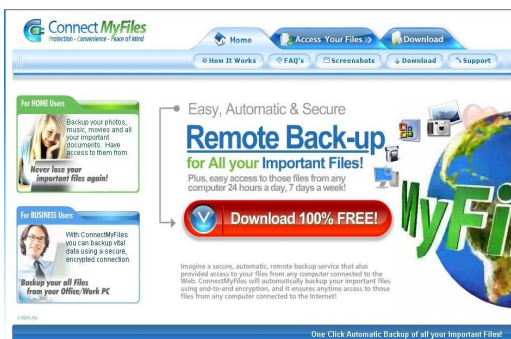 Connect MyFiles
Protection - Convenience - Peace of Mind
Home
Access Your Files
Download
How It Works
FAQ's
Screenshots
Download
Support
For HOME Users
Backup your photos,
music, movies and all
your important
documents. Have
access to them from
Never lose your
important files again!
For BUSINESS Users
With ConnectMyFiles
you can backup vital
data using a secure,
encrypted connection.
Backup your all Files
from your Office/Work PC
Easy, Automatic & Secure
Remote Back-up
for All your Important Files!
Plus, easy access to those files from any
computer 24 hours a day, 7 days a week!
Download 100% FREE!
MyFil
Imagine a secure, automatic, remote backup service that also
provided access to your files from any computer connected to the
Web. ConnectMyFiles will automatically backup your important files
using end-to-end encryption, and it ensures anytime access to those
files from any computer connected to the Internet!
One Click Automatic Backup of all your Important Files!